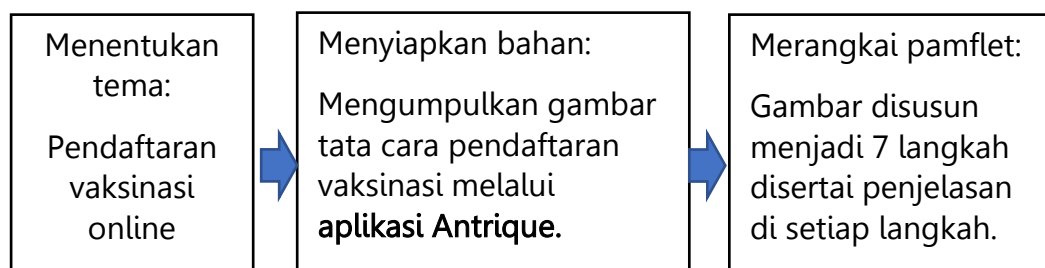 Menentukan
tema:
Pendaftaran
vaksinasi
online
Menyiapkan bahan:
Mengumpulkan gambar
tata cara pendaftaran
vaksinasi melalui
aplikasi Antrique.
Merangkai pamflet:
Gambar disusun
menjadi 7 langkah
disertai penjelasan
di setiap langkah.